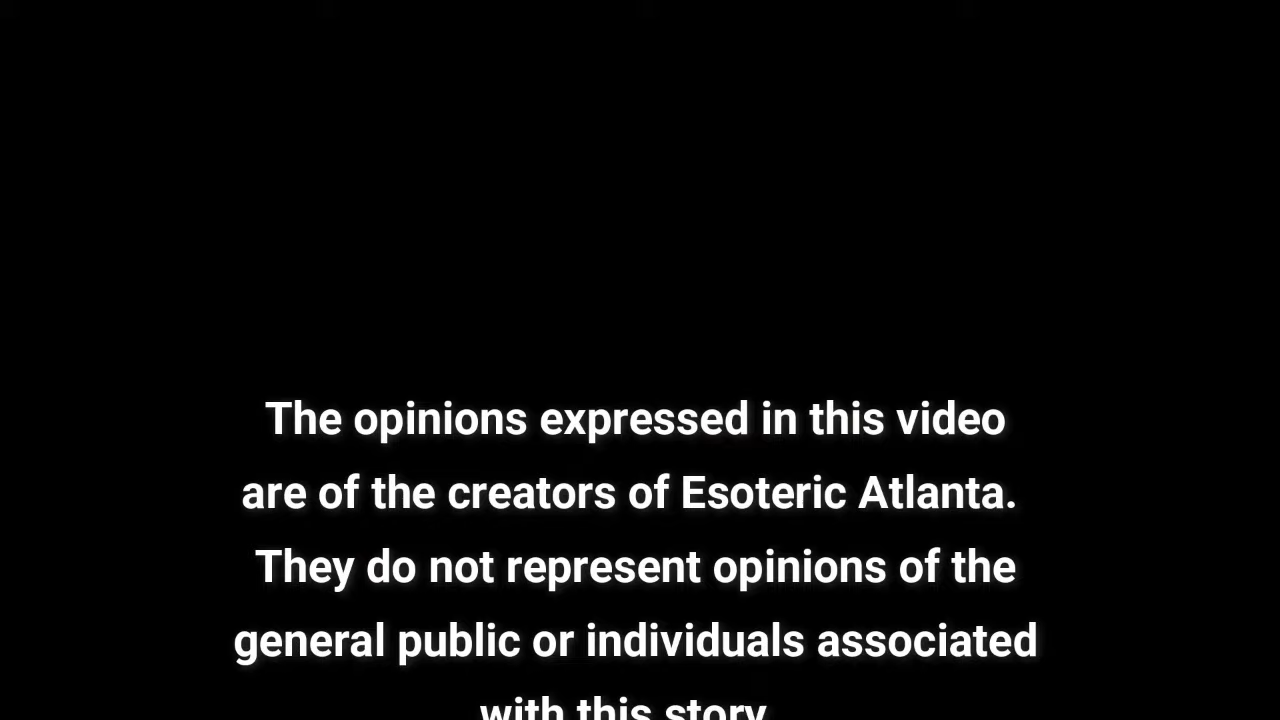 The opinions expressed in this video
are of the creators of Esoteric Atlanta.
They do not represent opinions of the
general public or individuals associated
with this story